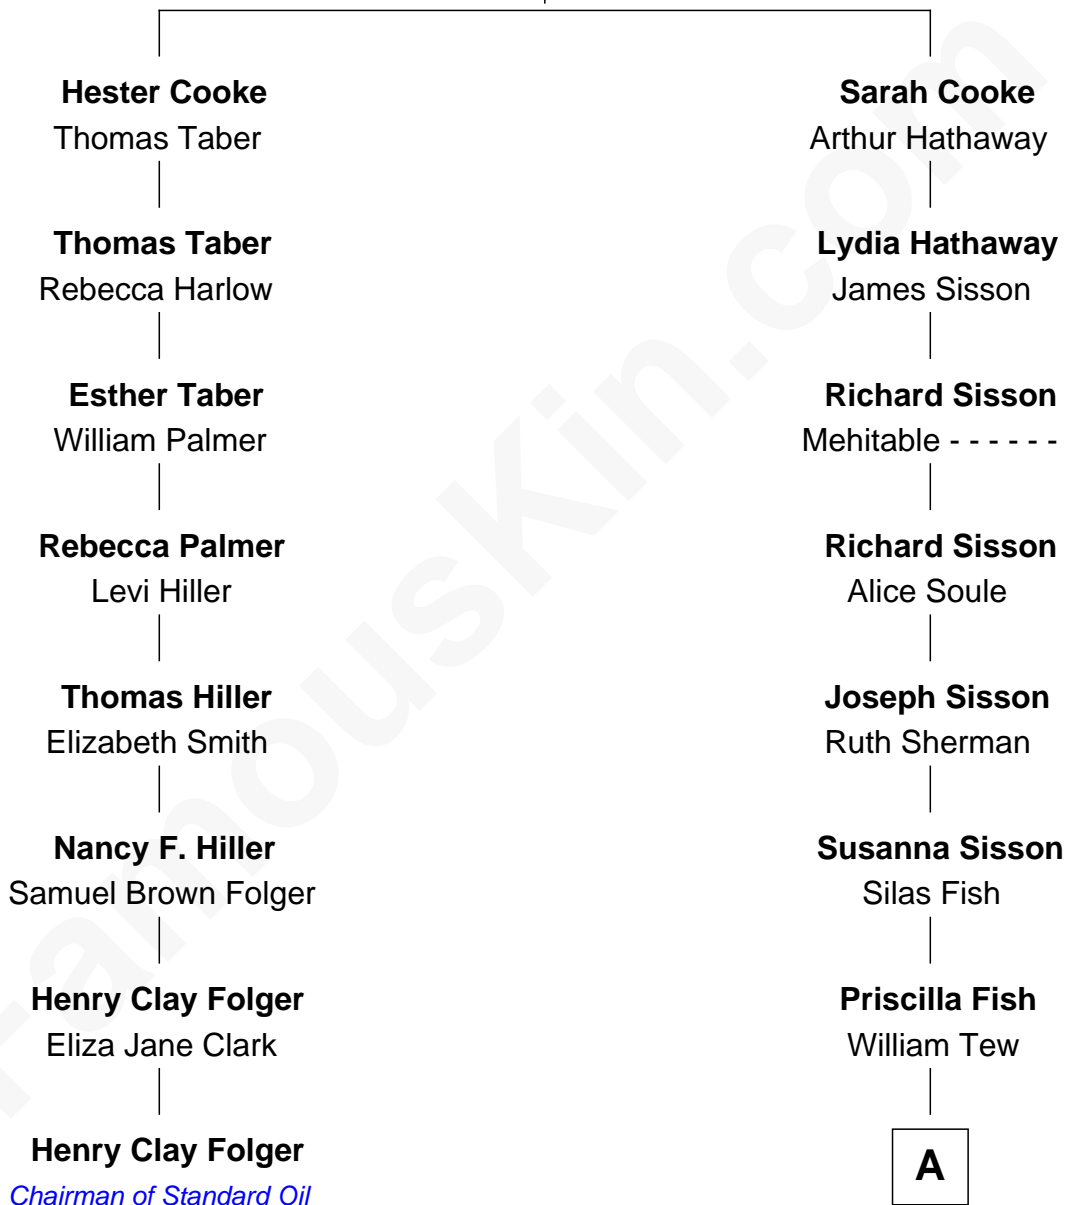 Hester Cooke
Thomas Taber
Thomas Taber
Rebecca Harlow
Esther Taber
William Palmer
Rebecca Palmer
Levi Hiller
Thomas Hiller
Elizabeth Smith
Nancy F. Hiller
Samuel Brown Folger
Henry Clay Folger
Eliza Jane Clark
Henry Clay Folger
Chairman of Standard Oil
Sarah Cooke
Arthur Hathaway
Lydia Hathaway
James Sisson
Richard Sisson
Mehitable - - - - - -
Richard Sisson
Alice Soule
Joseph Sisson
Ruth Sherman
Susanna Sisson
Silas Fish
Priscilla Fish
William Tew
A
FamousKin.com